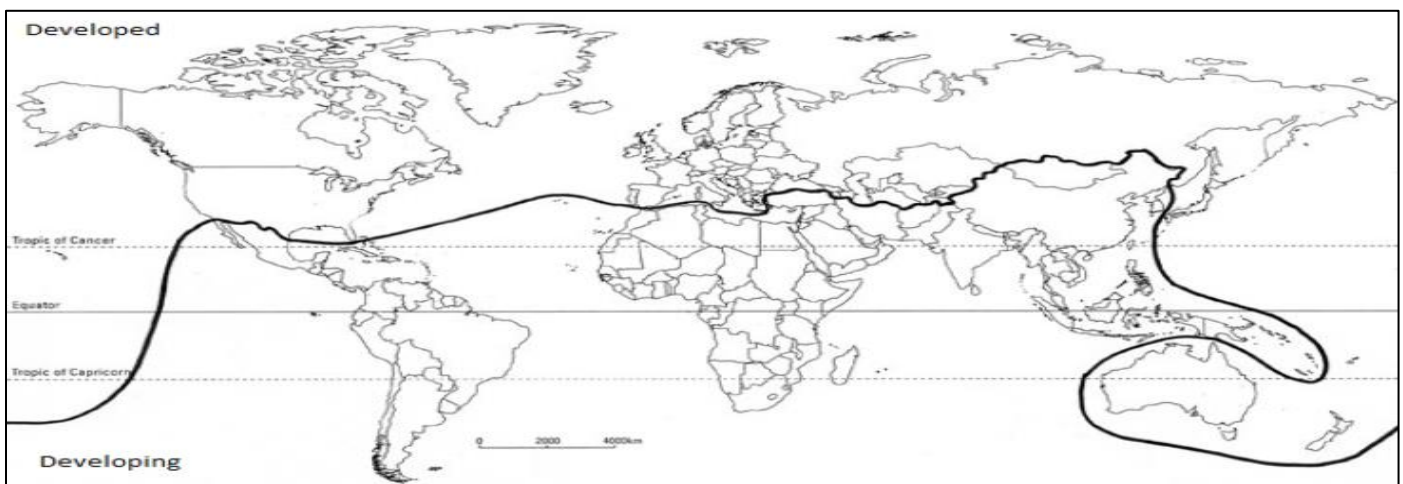 Developed
Tropic of Cancer
Equator
Tropic of Capricorn
0 2000 4000km
Developing